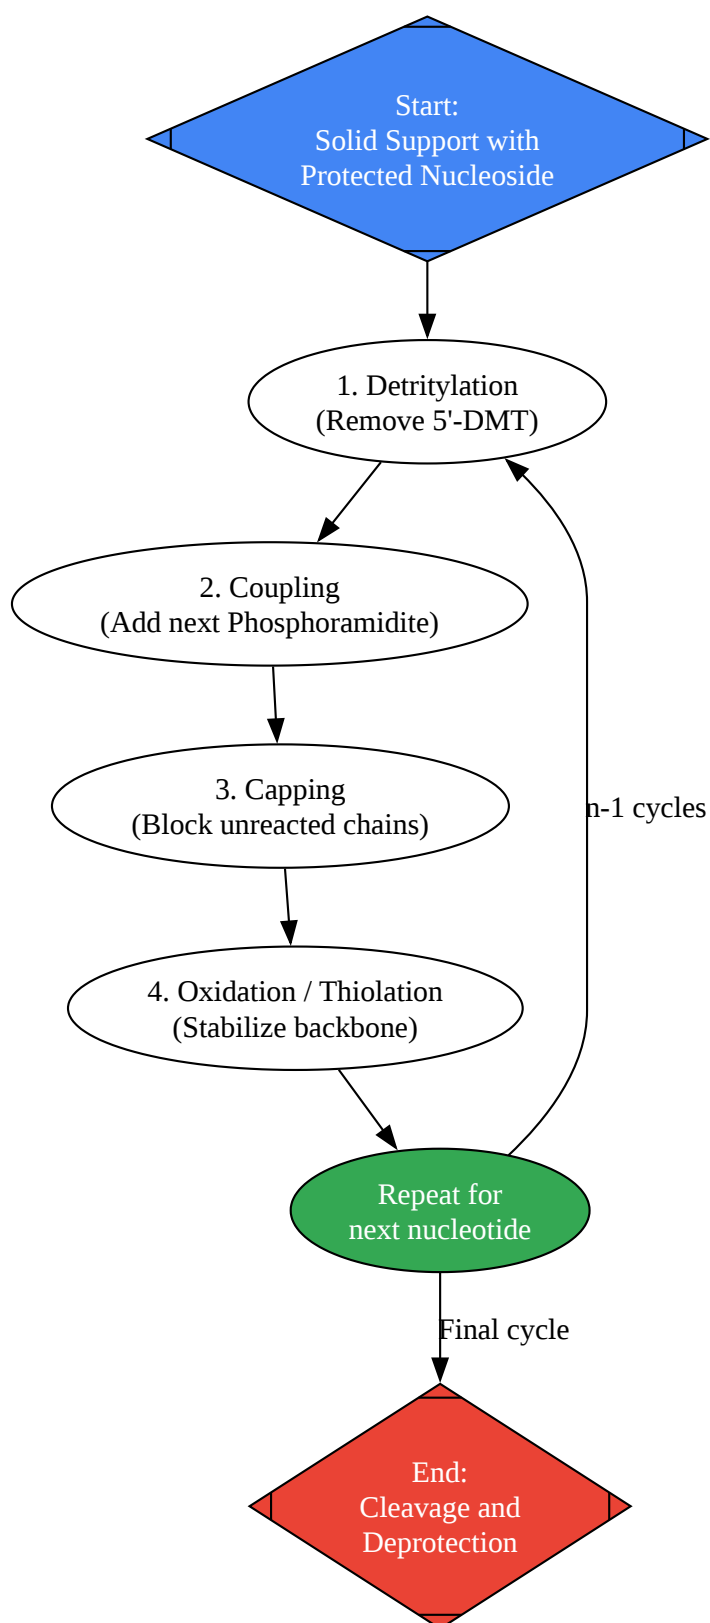 Start:
Solid Support with
Protected Nucleoside
1. Detritylation
(Remove 5'-DMT)
2. Coupling
(Add next Phosphoramidite)
3. Capping
(Block unreacted chains)
n-1 cycles
4. Oxidation / Thiolation
(Stabilize backbone)
Repeat for
next nucleotide
Final cycle
End:
Cleavage and
Deprotection